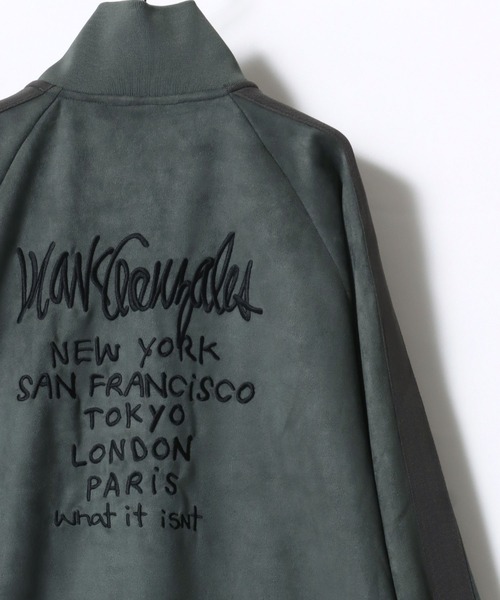 Mark Gonzales
NEW YORK
SAN FRANCiSCO
TOKYO
LONDON
PARiS
what it isNt